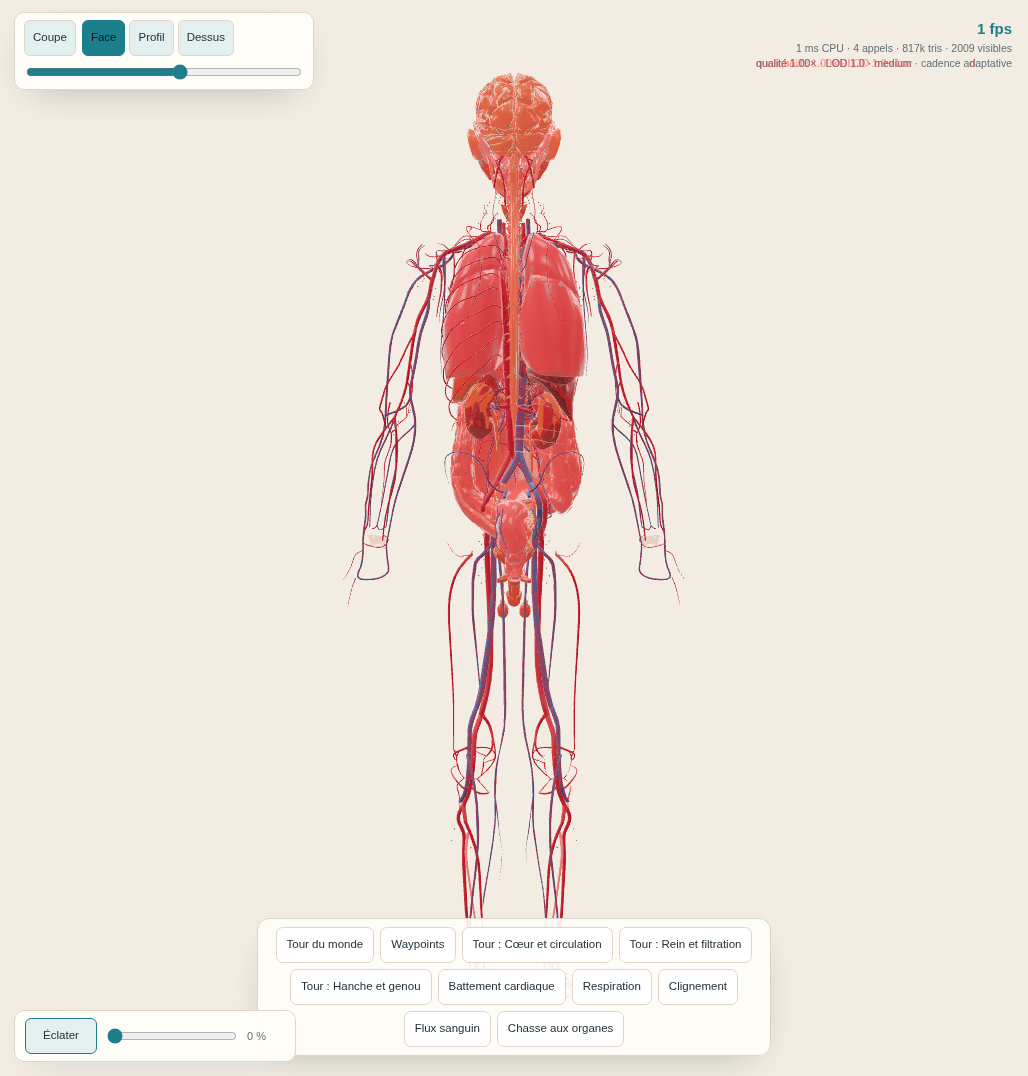 Coupe Face Profil Dessus
1 fps
1 ms CPU · 4 appels · 817k tris · 2009 visibles
qualité 1.00× · LOD 1.0 · medium · cadence adaptative
Tour du monde Waypoints Tour : Cœur et circulation Tour : Rein et filtration
Tour : Hanche et genou Battement cardiaque Respiration Clignement
Flux sanguin Chasse aux organes
Éclater 0 %